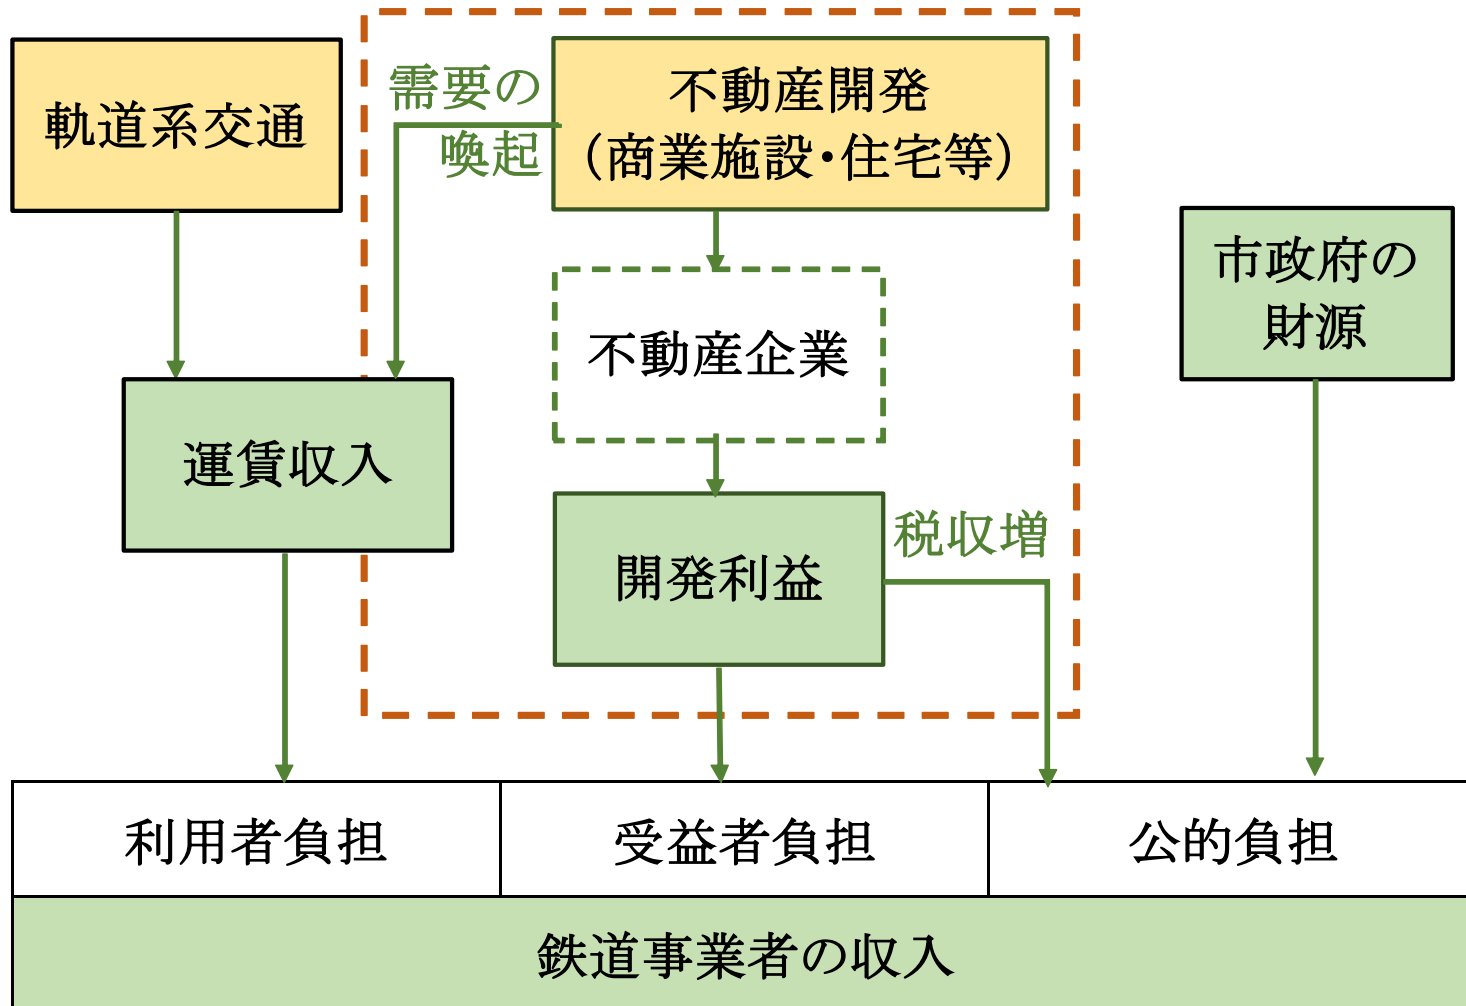 軌道系交通
需要の
喚起
不動産開発
（商業施設・住宅等）
市政府の
財源
不動産企業
運賃収入
税収増
開発利益
利用者負担
受益者負担
公的負担
鉄道事業者の収入